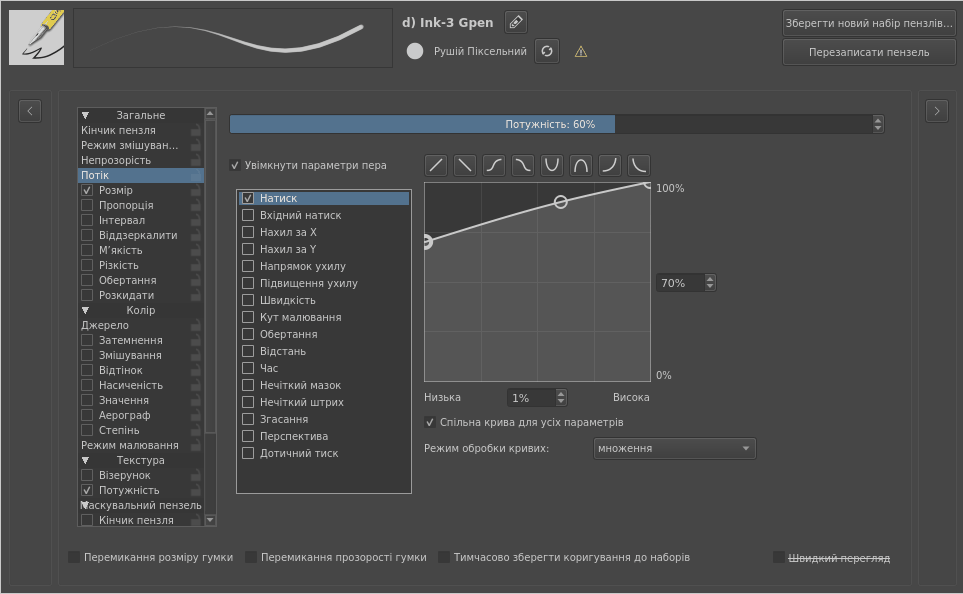 d) Ink-3 Gpen
Рушій Піксельний
Зберегти новий набір пензлів…
Перезаписати пензель
Загальне
Кінчик пензля
Режим змішуван…
Непрозорість
Потік
Розмір
Пропорція
Інтервал
Віддзеркалити
М’якість
Різкість
Обертання
Розкидати
Колір
Джерело
Затемнення
Змішування
Відтінок
Насиченість
Значення
Аерограф
Степінь
Режим малювання
Текстура
Візерунок
Потужність
Маскувальний пензель
Кінчик пензля
Потужність: 60%
Увімкнути параметри пера
Натиск
Вхідний натиск
Нахил за X
Нахил за Y
Напрямок ухилу
Підвищення ухилу
Швидкість
Кут малювання
Обертання
Відстань
Час
Нечіткий мазок
Нечіткий штрих
Згасання
Перспектива
Дотичний тиск
100%
70%
0%
Низька 1% Висока
Спільна крива для усіх параметрів
Режим обробки кривих: множення
Перемикання розміру гумки Перемикання прозорості гумки Тимчасово зберегти коригування до наборів Швидкий перегляд